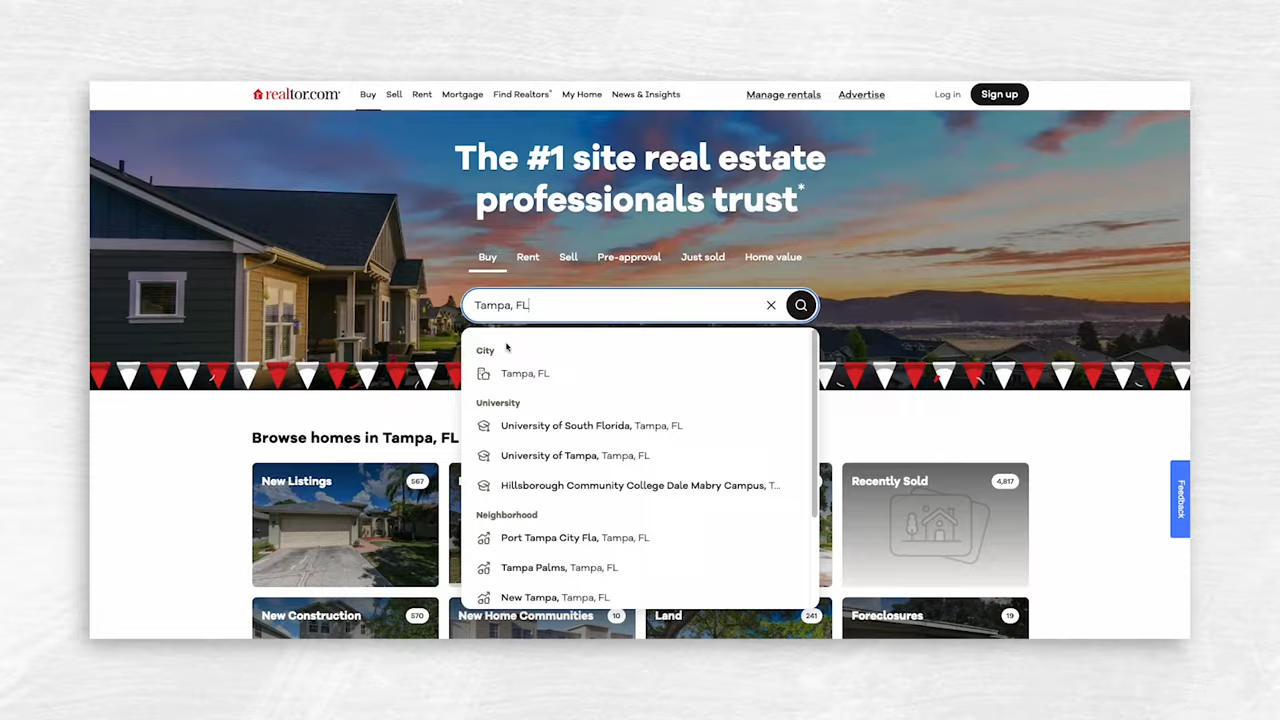 realtor.com®
Buy Sell Rent Mortgage Find Realtors® My Home News & Insights Manage rentals Advertise Log in Sign up
The #1 site real estate
professionals trust*
Buy Rent Sell Pre-approval Just sold Home value
Tampa, FL
City
Tampa, FL
University
University of South Florida, Tampa, FL
University of Tampa, Tampa, FL
Hillsborough Community College Dale Mabry Campus, T...
Neighborhood
Port Tampa City Fla, Tampa, FL
Tampa Palms, Tampa, FL
New Tampa, Tampa, FL
Browse homes in Tampa, FL
New Listings 567
Recently Sold 4,817
New Construction 570
New Home Communities 10
Land 241
Foreclosures 19
Feedback